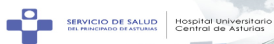 SERVICIO DE SALUD
DEL PRINCIPADO DE ASTURIAS
Hospital Universitario
Central de Asturias